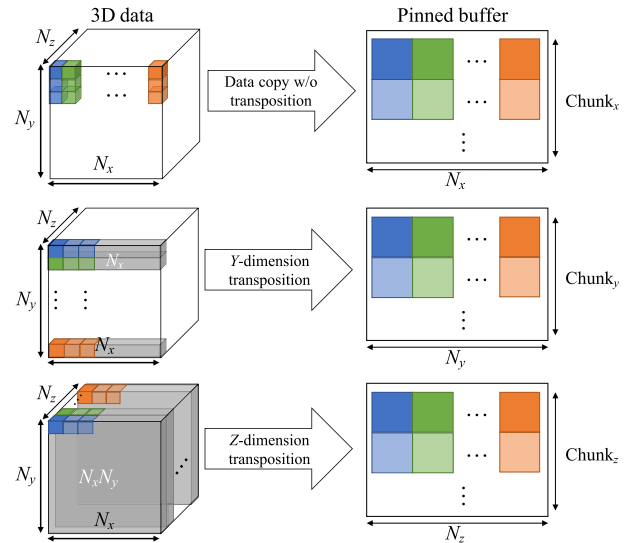 3D data
Pinned buffer
N_z
N_y
N_x
Data copy w/o
transposition
...
...
...
...
⋮
Chunk_x
N_x
N_z
N_y
N_x
N_x
⋮ ⋮
Y-dimension
transposition
...
...
⋮
Chunk_y
N_y
N_z
N_y
N_xN_y
N_x
...
...
Z-dimension
transposition
...
...
⋮
Chunk_z
N_z